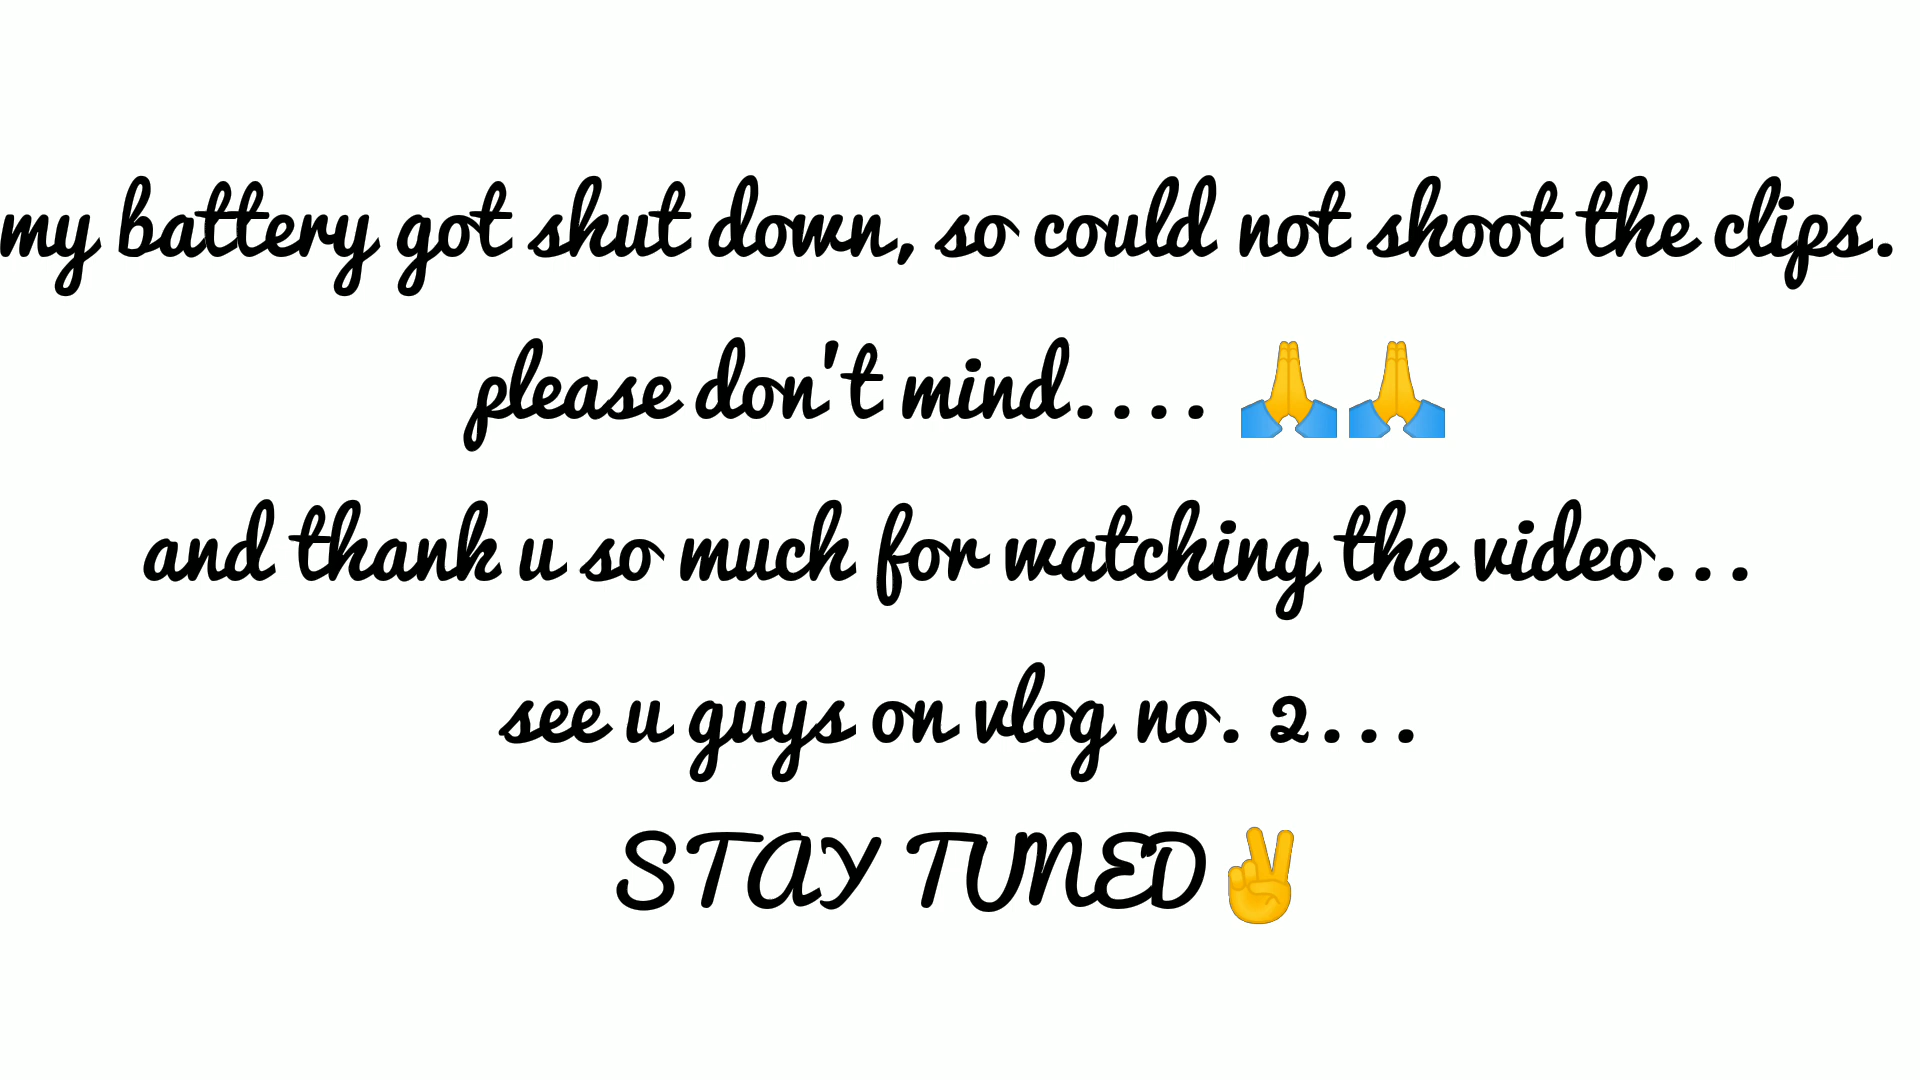 my battery got shut down, so could not shoot the clips.
please don't mind.... 🙏🙏
and thank u so much for watching the video...
see u guys on vlog no. 2...
STAY TUNED✌